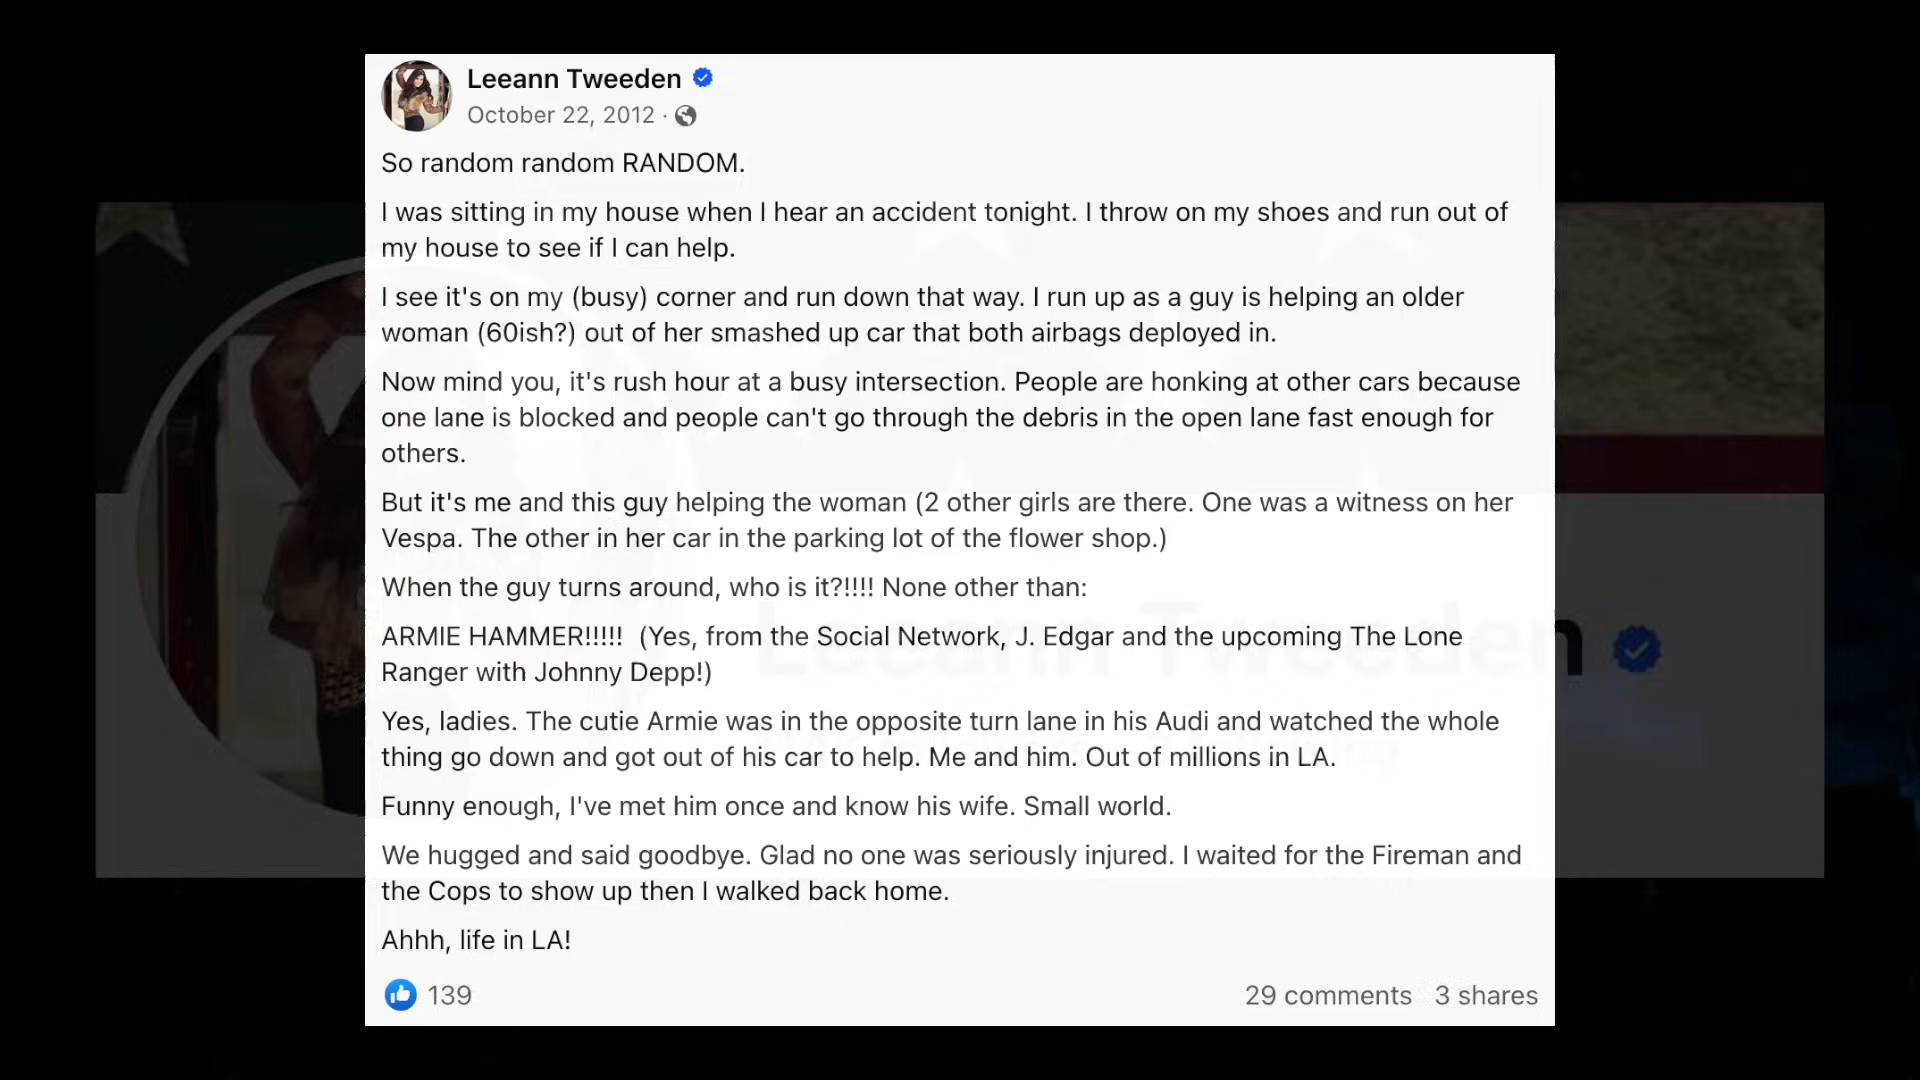 Leeann Tweeden
October 22, 2012 ·
So random random RANDOM.
I was sitting in my house when I hear an accident tonight. I throw on my shoes and run out of
my house to see if I can help.
I see it's on my (busy) corner and run down that way. I run up as a guy is helping an older
woman (60ish?) out of her smashed up car that both airbags deployed in.
Now mind you, it's rush hour at a busy intersection. People are honking at other cars because
one lane is blocked and people can't go through the debris in the open lane fast enough for
others.
But it's me and this guy helping the woman (2 other girls are there. One was a witness on her
Vespa. The other in her car in the parking lot of the flower shop.)
When the guy turns around, who is it?!!!! None other than:
ARMIE HAMMER!!!!!  (Yes, from the Social Network, J. Edgar and the upcoming The Lone
Ranger with Johnny Depp!)
Yes, ladies. The cutie Armie was in the opposite turn lane in his Audi and watched the whole
thing go down and got out of his car to help. Me and him. Out of millions in LA.
Funny enough, I've met him once and know his wife. Small world.
We hugged and said goodbye. Glad no one was seriously injured. I waited for the Fireman and
the Cops to show up then I walked back home.
Ahhh, life in LA!
139 29 comments 3 shares
Leeann Tweeden